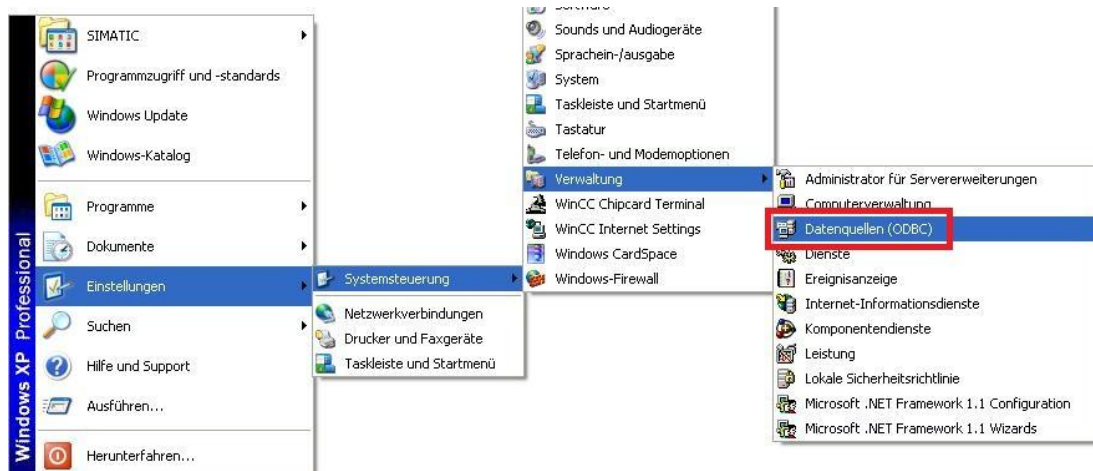 SIMATIC
Programmzugriff und -standards
Windows Update
Windows-Katalog
Programme
Dokumente
Einstellungen
Suchen
Hilfe und Support
Ausführen...
Herunterfahren...
Windows XP Professional
Systemsteuerung
Netzwerkverbindungen
Drucker und Faxgeräte
Taskleiste und Startmenü
Software
Sounds und Audiogeräte
Sprachein-/ausgabe
System
Taskleiste und Startmenü
Tastatur
Telefon- und Modemoptionen
Verwaltung
WinCC Chipcard Terminal
WinCC Internet Settings
Windows CardSpace
Windows-Firewall
Administrator für Servererweiterungen
Computerverwaltung
Datenquellen (ODBC)
Dienste
Ereignisanzeige
Internet-Informationsdienste
Komponentendienste
Leistung
Lokale Sicherheitsrichtlinie
Microsoft .NET Framework 1.1 Configuration
Microsoft .NET Framework 1.1 Wizards